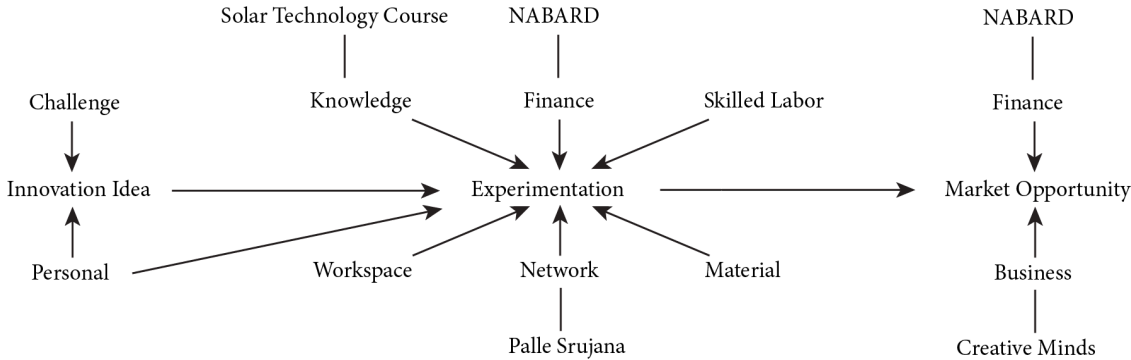 Solar Technology Course NABARD NABARD
Challenge Knowledge Finance Skilled Labor Finance
Innovation Idea Experimentation Market Opportunity
Personal Workspace Network Material Business
Palle Srujana Creative Minds